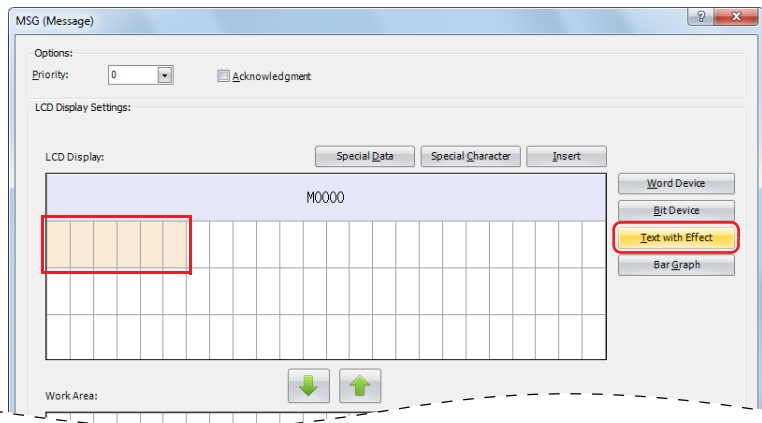 MSG (Message)
Options:
Priority: 0 Acknowledgment
LCD Display Settings:
LCD Display: Special Data Special Character Insert
M0000
Word Device
Bit Device
Text with Effect
Bar Graph
Work Area: